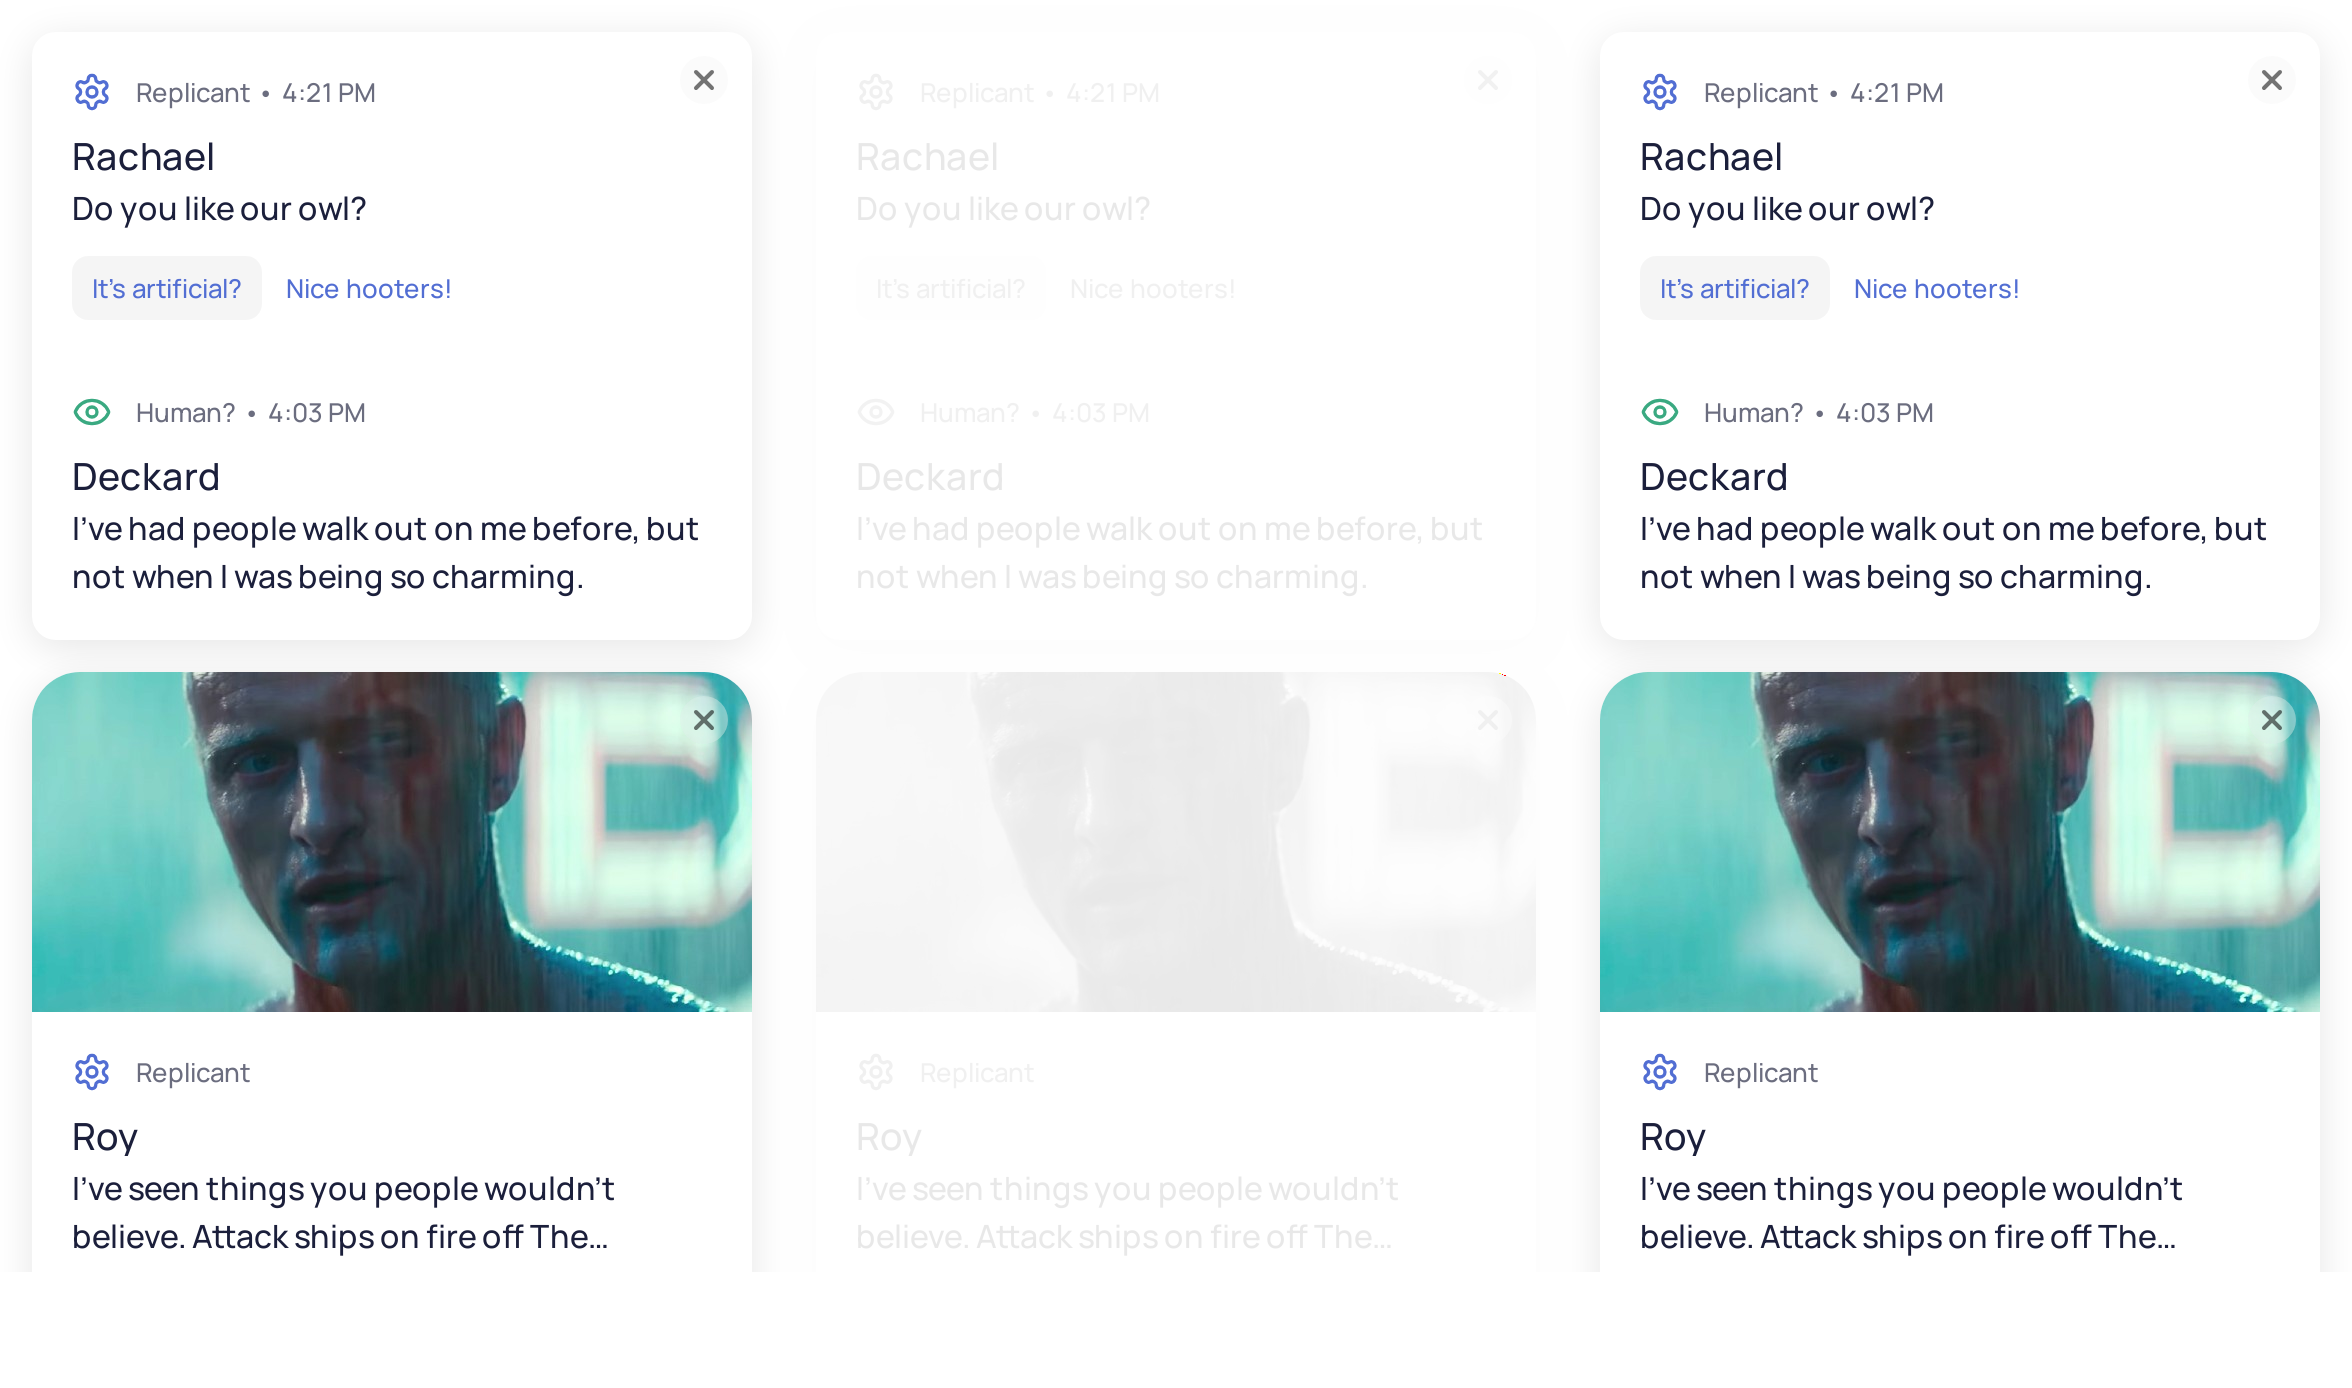 Replicant • 4:21 PM
Rachael
Do you like our owl?
It's artificial? Nice hooters!
Human? • 4:03 PM
Deckard
I've had people walk out on me before, but
not when I was being so charming.
Replicant
Roy
I've seen things you people wouldn't
believe. Attack ships on fire off The...
Replicant • 4:21 PM
Rachael
Do you like our owl?
It's artificial? Nice hooters!
Human? • 4:03 PM
Deckard
I've had people walk out on me before, but
not when I was being so charming.
Replicant
Roy
I've seen things you people wouldn't
believe. Attack ships on fire off The...
Replicant • 4:21 PM
Rachael
Do you like our owl?
It's artificial? Nice hooters!
Human? • 4:03 PM
Deckard
I've had people walk out on me before, but
not when I was being so charming.
Replicant
Roy
I've seen things you people wouldn't
believe. Attack ships on fire off The...